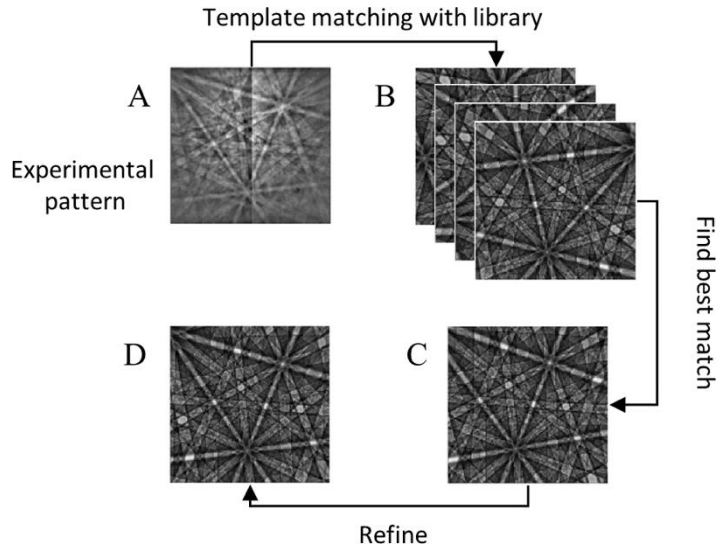 Template matching with library
A
B
Experimental
pattern
Find best match
D
C
Refine